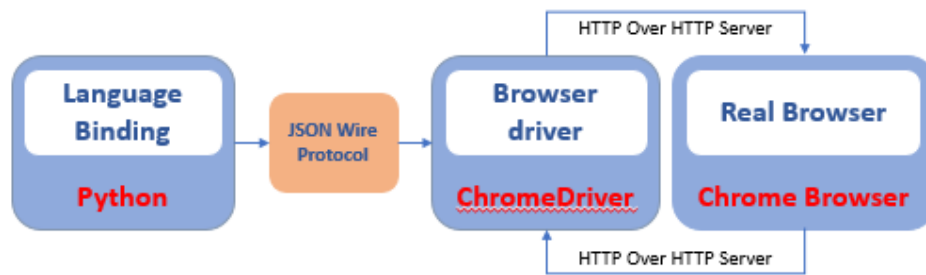 HTTP Over HTTP Server
Language
Binding
Python
JSON Wire
Protocol
Browser
driver
ChromeDriver
Real Browser
Chrome Browser
HTTP Over HTTP Server